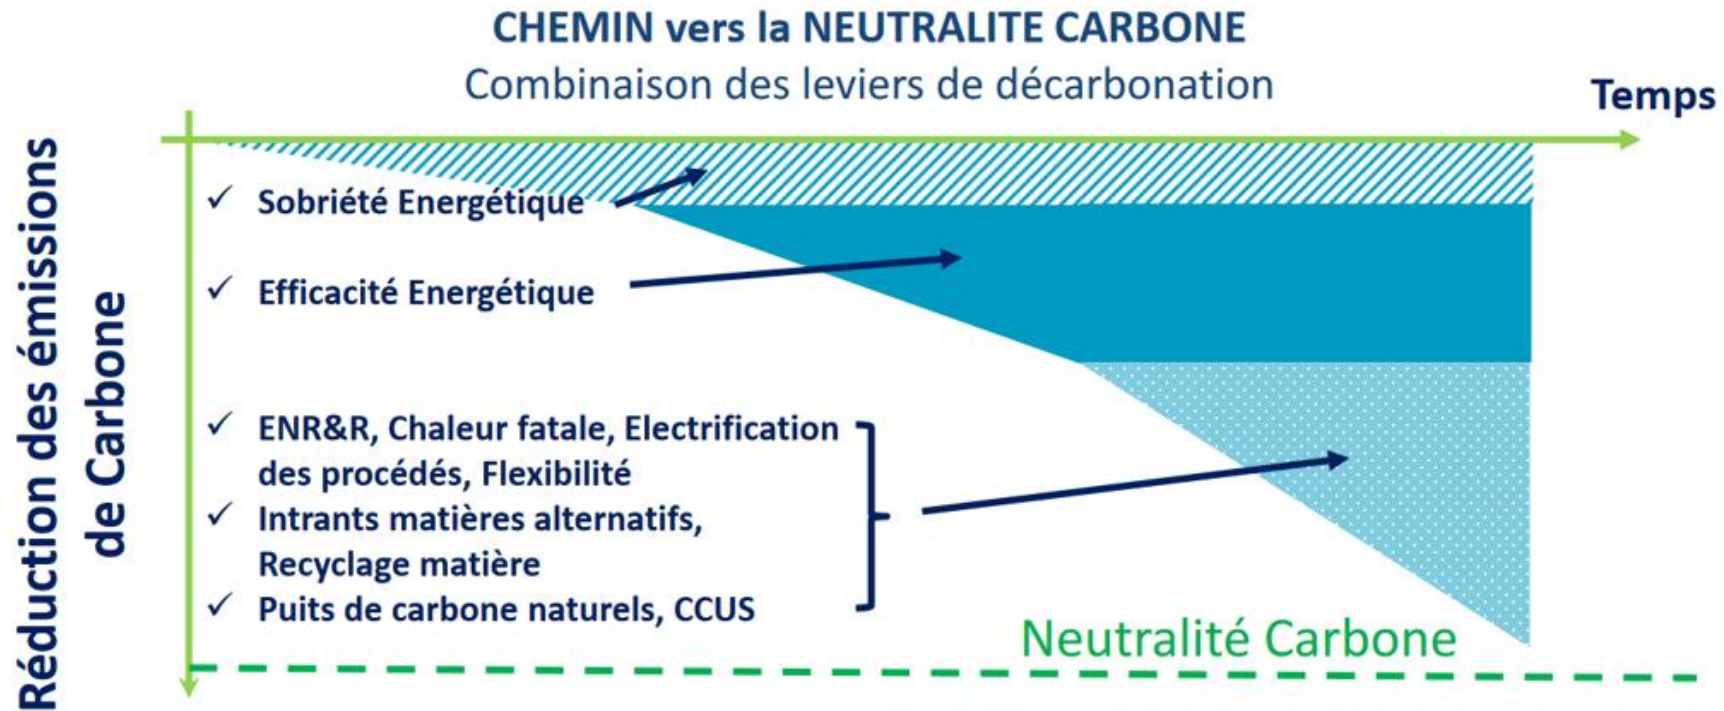 CHEMIN vers la NEUTRALITE CARBONE
Combinaison des leviers de décarbonation
Temps
Réduction des émissions
de Carbone
✓ Sobriété Energétique
✓ Efficacité Energétique
✓ ENR&R, Chaleur fatale, Electrification
des procédés, Flexibilité
✓ Intrants matières alternatifs,
Recyclage matière
✓ Puits de carbone naturels, CCUS
Neutralité Carbone